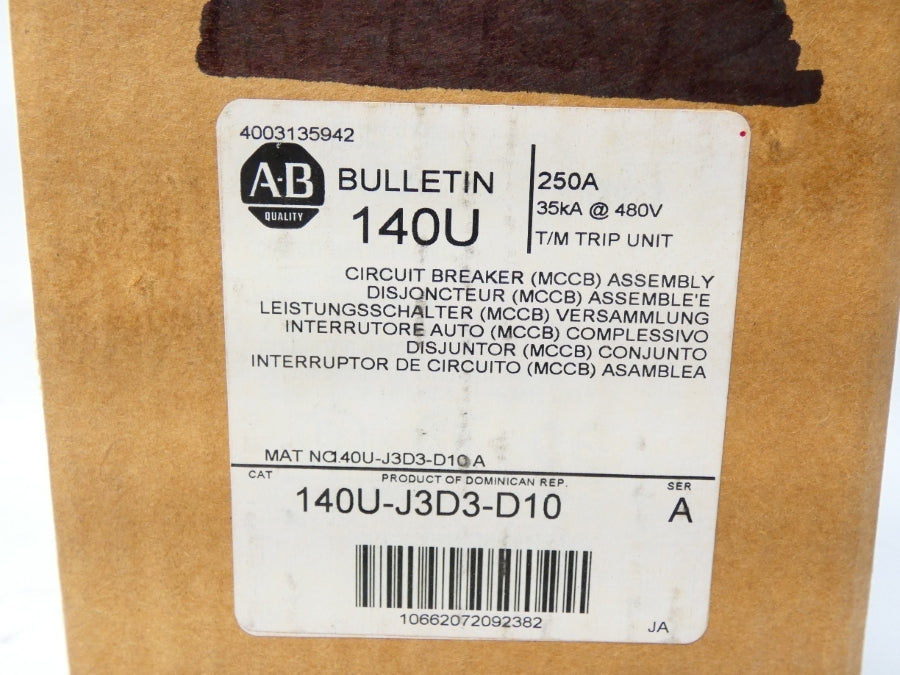 4003135942
A-B
QUALITY
BULLETIN
140U
250A
35kA @ 480V
T/M TRIP UNIT
CIRCUIT BREAKER (MCCB) ASSEMBLY
DISJONCTEUR (MCCB) ASSEMBLE'E
LEISTUNGSSCHALTER (MCCB) VERSAMMLUNG
INTERRUTORE AUTO (MCCB) COMPLESSIVO
DISJUNTOR (MCCB) CONJUNTO
INTERRUPTOR DE CIRCUITO (MCCB) ASAMBLEA
MAT NO140U-J3D3-D10 A
CAT PRODUCT OF DOMINICAN REP. SER
140U-J3D3-D10 A
10662072092382
JA